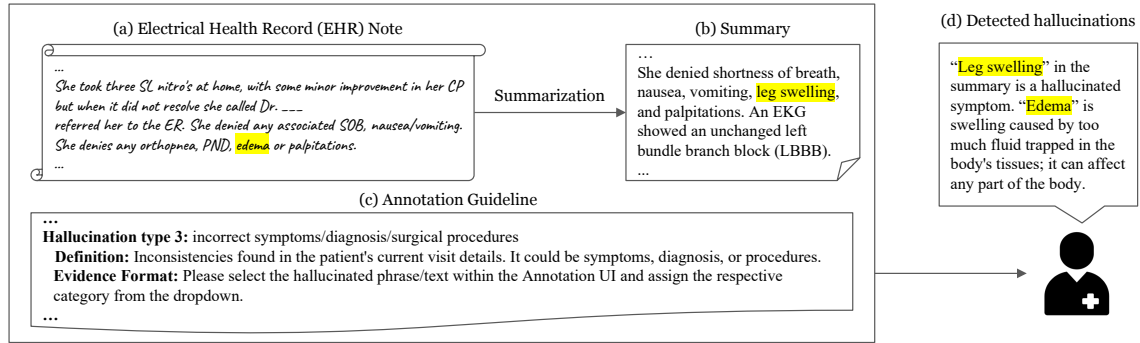 (a) Electrical Health Record (EHR) Note
...
She took three SL nitro's at home, with some minor improvement in her CP
but when it did not resolve she called Dr. ___
referred her to the ER. She denied any associated SOB, nausea/vomiting.
She denies any orthopnea, PND, edema or palpitations.
...
Summarization
(b) Summary
...
She denied shortness of breath,
nausea, vomiting, leg swelling,
and palpitations. An EKG
showed an unchanged left
bundle branch block (LBBB).
...
(c) Annotation Guideline
...
Hallucination type 3: incorrect symptoms/diagnosis/surgical procedures
Definition: Inconsistencies found in the patient's current visit details. It could be symptoms, diagnosis, or procedures.
Evidence Format: Please select the hallucinated phrase/text within the Annotation UI and assign the respective
category from the dropdown.
...
(d) Detected hallucinations
“Leg swelling” in the
summary is a hallucinated
symptom. “Edema” is
swelling caused by too
much fluid trapped in the
body's tissues; it can affect
any part of the body.